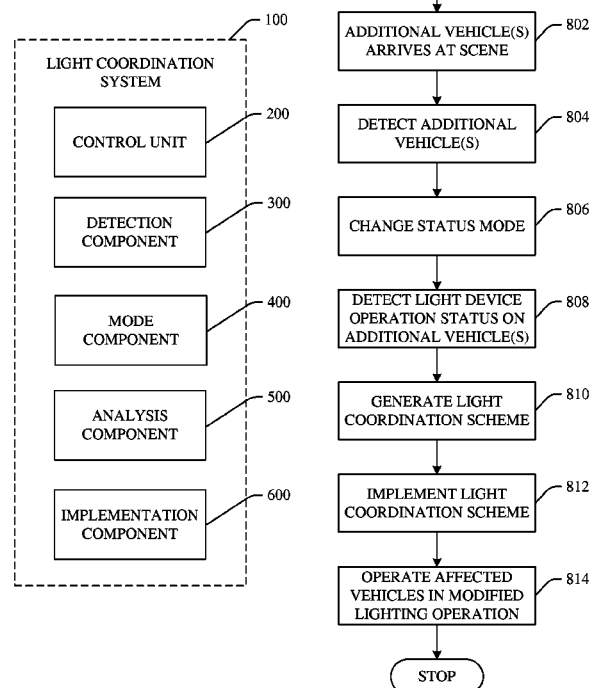 100
LIGHT COORDINATION
SYSTEM
CONTROL UNIT
200
DETECTION
COMPONENT
300
MODE
COMPONENT
400
ANALYSIS
COMPONENT
500
IMPLEMENTATION
COMPONENT
600
ADDITIONAL VEHICLE(S)
ARRIVES AT SCENE
802
DETECT ADDITIONAL
VEHICLE(S)
804
CHANGE STATUS MODE
806
DETECT LIGHT DEVICE
OPERATION STATUS ON
ADDITIONAL VEHICLE(S)
808
GENERATE LIGHT
COORDINATION SCHEME
810
IMPLEMENT LIGHT
COORDINATION SCHEME
812
OPERATE AFFECTED
VEHICLES IN MODIFIED
LIGHTING OPERATION
814
STOP